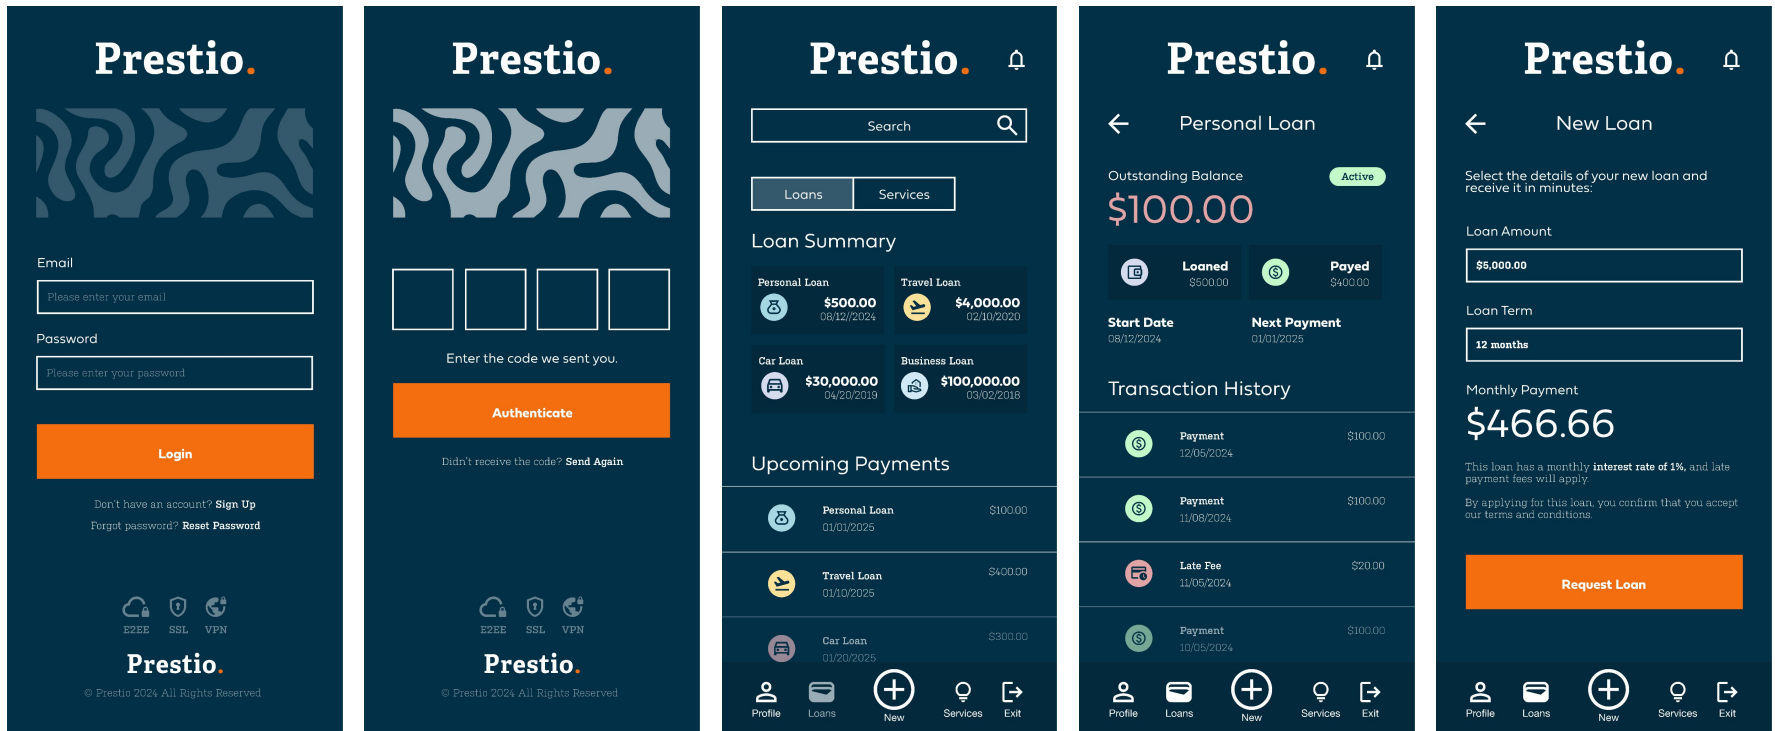 Prestio.
Email
Please enter your email
Password
Please enter your password
Login
Don't have an account? Sign Up
Forgot password? Reset Password
E2EE SSL VPN
Prestio.
© Prestio 2024 All Rights Reserved
Prestio.
Enter the code we sent you.
Authenticate
Didn't receive the code? Send Again
E2EE SSL VPN
Prestio.
© Prestio 2024 All Rights Reserved
Prestio.
Search
Loans Services
Loan Summary
Personal Loan
$500.00
08/12//2024
Travel Loan
$4,000.00
02/10/2020
Car Loan
$30,000.00
04/20/2019
Business Loan
$100,000.00
03/02/2018
Upcoming Payments
Personal Loan $100.00
01/01/2025
Travel Loan $400.00
01/10/2025
Car Loan $300.00
01/20/2025
Profile Loans New Services Exit
Prestio.
Personal Loan
Outstanding Balance Active
$100.00
Loaned
$500.00
Payed
$400.00
Start Date
08/12/2024
Next Payment
01/01/2025
Transaction History
Payment $100.00
12/05/2024
Payment $100.00
11/08/2024
Late Fee $20.00
11/05/2024
Payment $100.00
10/05/2024
Profile Loans New Services Exit
Prestio.
New Loan
Select the details of your new loan and
receive it in minutes:
Loan Amount
$5,000.00
Loan Term
12 months
Monthly Payment
$466.66
This loan has a monthly interest rate of 1%, and late
payment fees will apply.
By applying for this loan, you confirm that you accept
our terms and conditions.
Request Loan
Profile Loans New Services Exit